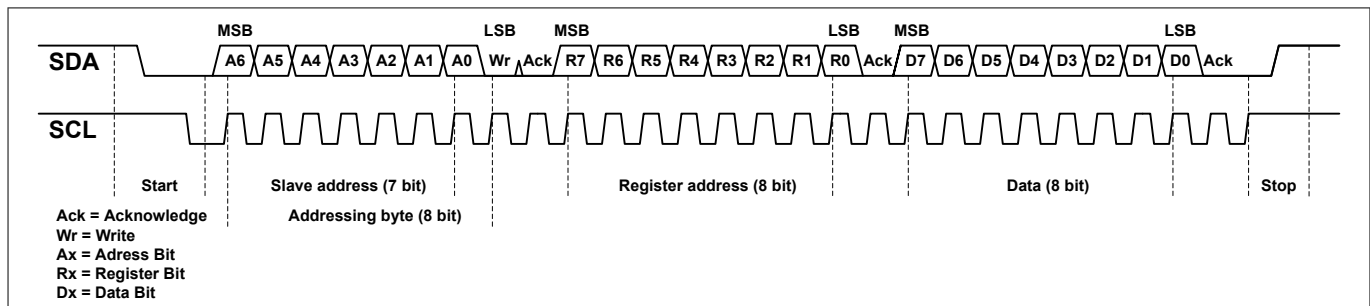 MSB LSB MSB LSB MSB LSB
SDA A6 A5 A4 A3 A2 A1 A0 Wr Ack R7 R6 R5 R4 R3 R2 R1 R0 Ack D7 D6 D5 D4 D3 D2 D1 D0 Ack
SCL
Start Slave address (7 bit) Register address (8 bit) Data (8 bit) Stop
Ack = Acknowledge Addressing byte (8 bit)
Wr = Write
Ax = Adress Bit
Rx = Register Bit
Dx = Data Bit